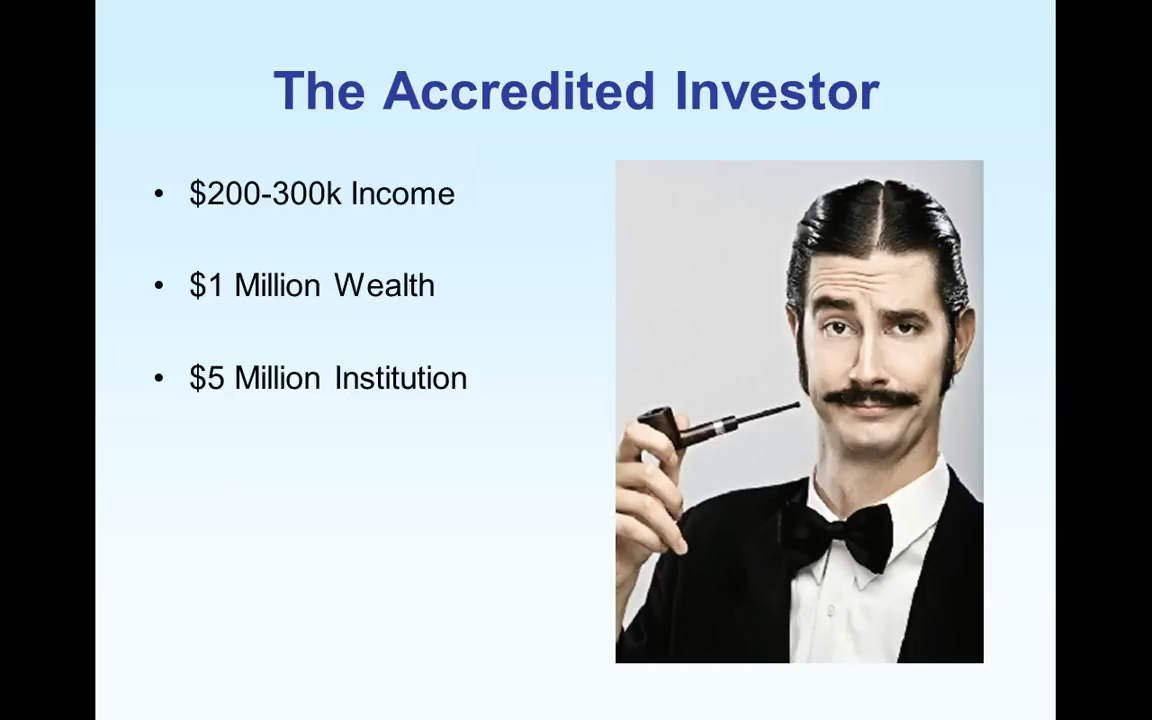 The Accredited Investor
• $200-300k Income
• $1 Million Wealth
• $5 Million Institution